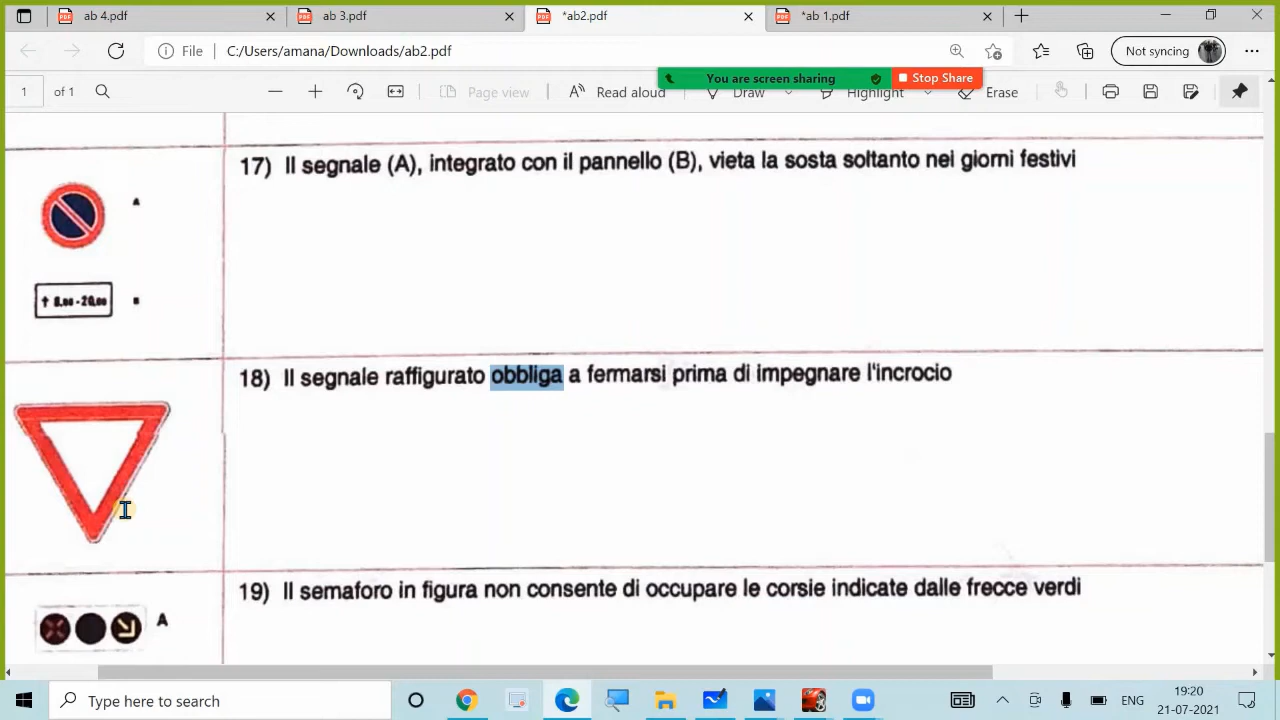 ab 4.pdf
ab 3.pdf
*ab2.pdf
*ab 1.pdf
File C:/Users/amana/Downloads/ab2.pdf
Not syncing
You are screen sharing
Stop Share
1 of 1
Page view
Read aloud
Draw
Highlight
Erase
17) Il segnale (A), integrato con il pannello (B), vieta la sosta soltanto nei giorni festivi
A
† 8.00-20.00
B
18) Il segnale raffigurato obbliga a fermarsi prima di impegnare l'incrocio
19) Il semaforo in figura non consente di occupare le corsie indicate dalle frecce verdi
A
Type here to search
ENG
19:20
21-07-2021